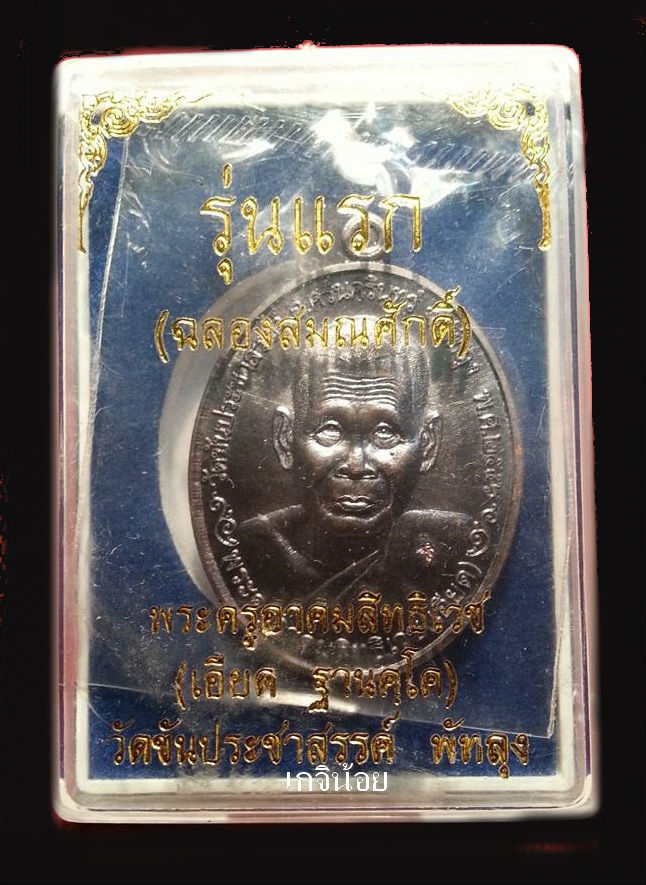 รุ่นแรก
(ฉลองสมณศักดิ์)
พระครูอาคมสิทธิเวช
(เอียด ฐานคฺโค)
วัดขันประชาสรรค์ พัทลุง
เกจิน้อย